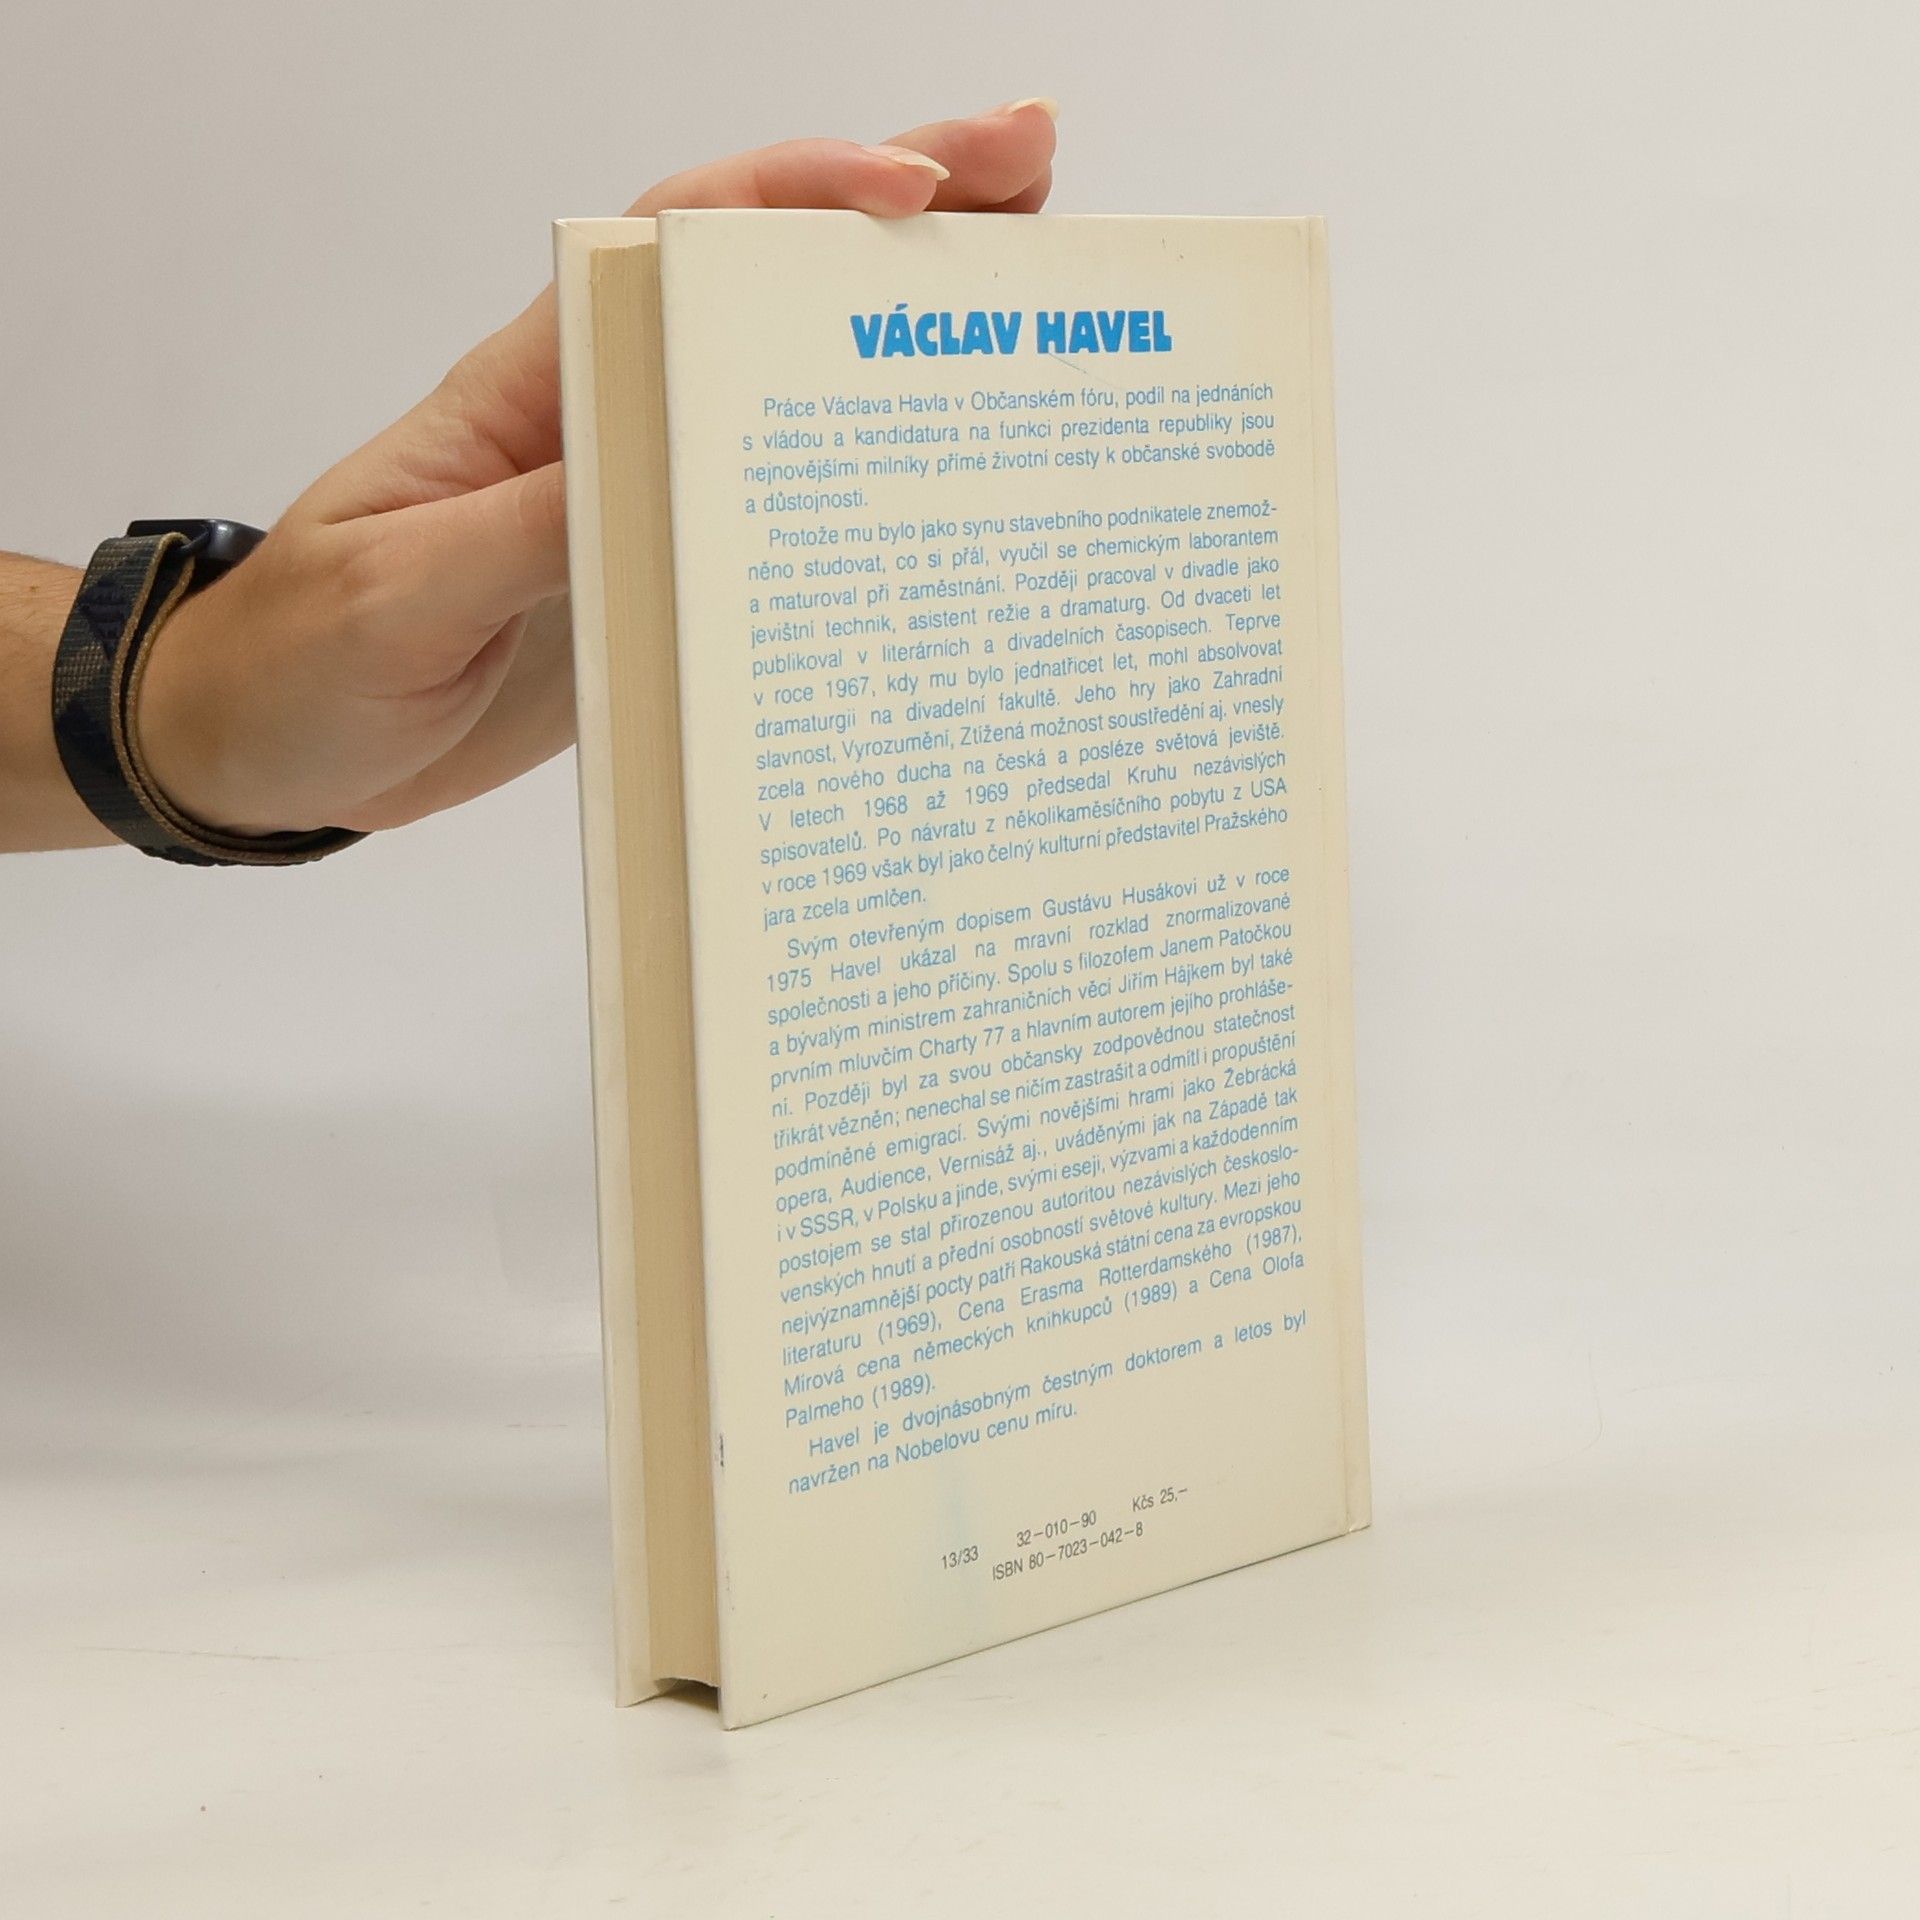 VÁCLAV HAVEL
Práce Václava Havla v Občanském fóru, podíl na jednáních
s vládou a kandidatura na funkci prezidenta republiky jsou
nejnovějšími milníky přímé životní cesty k občanské svobodě
a důstojnosti.
Protože mu bylo jako synu stavebního podnikatele znemož-
něno studovat, co si přál, vyučil se chemickým laborantem
a maturoval při zaměstnání. Později pracoval v divadle jako
jevištní technik, asistent režie a dramaturg. Od dvaceti let
publikoval v literárních a divadelních časopisech. Teprve
v roce 1967, kdy mu bylo jednatřicet let, mohl absolvovat
dramaturgii na divadelní fakultě. Jeho hry jako Zahradní
slavnost, Vyrozumění, Ztížená možnost soustředění aj. vnesly
zcela nového ducha na česká a posléze světová jeviště.
V letech 1968 až 1969 předsedal Kruhu nezávislých
spisovatelů. Po návratu z několikaměsíčního pobytu z USA
v roce 1969 však byl jako čelný kulturní představitel Pražského
jara zcela umlčen.
Svým otevřeným dopisem Gustávu Husákovi už v roce
1975 Havel ukázal na mravní rozklad znormalizované
společnosti a jeho příčiny. Spolu s filozofem Janem Patočkou
a bývalým ministrem zahraničních věcí Jiřím Hájkem byl také
prvním mluvčím Charty 77 a hlavním autorem jejího prohláše-
ní. Později byl za svou občansky zodpovědnou statečnost
třikrát vězněn; nenechal se ničím zastrašit a odmítl i propuštění
podmíněné emigrací. Svými novějšími hrami jako Žebrácká
opera, Audience, Vernisáž aj., uváděnými jak na Západě tak
i v SSSR, v Polsku a jinde, svými eseji, výzvami a každodenním
postojem se stal přirozenou autoritou nezávislých českoslo-
venských hnutí a přední osobností světové kultury. Mezi jeho
nejvýznamnější pocty patří Rakouská státní cena za evropskou
literaturu (1969), Cena Erasma Rotterdamského (1987),
Mírová cena německých knihkupců (1989) a Cena Olofa
Palmeho (1989).
Havel je dvojnásobným čestným doktorem a letos byl
navržen na Nobelovu cenu míru.
13/33 32–010–90 Kčs 25,–
ISBN 80–7023–042–8